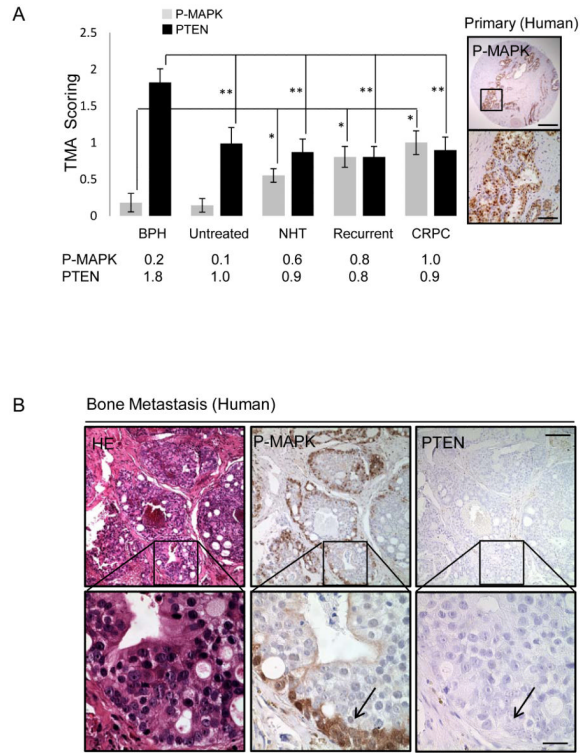 A
P-MAPK
PTEN
Primary (Human)
P-MAPK
TMA Scoring
2.5
2
1.5
1
0.5
0
**
**
**
**
*
*
*
BPH Untreated NHT Recurrent CRPC
P-MAPK 0.2 0.1 0.6 0.8 1.0
PTEN 1.8 1.0 0.9 0.8 0.9
B
Bone Metastasis (Human)
HE P-MAPK PTEN